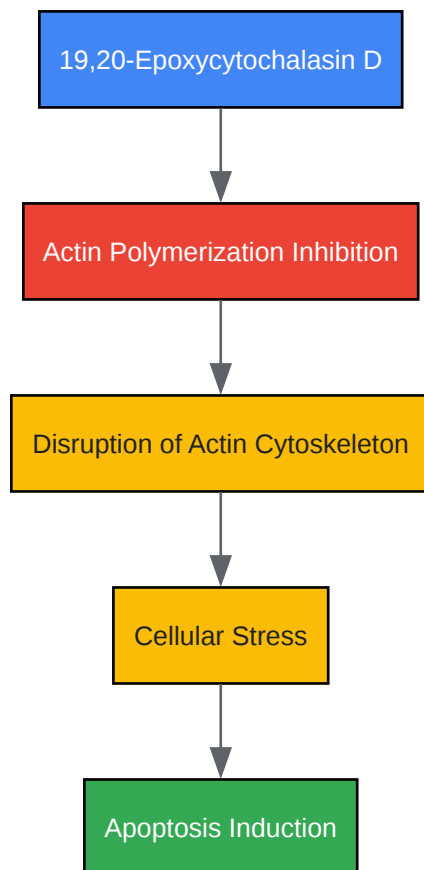 19,20-Epoxycytochalasin D
Actin Polymerization Inhibition
Disruption of Actin Cytoskeleton
Cellular Stress
Apoptosis Induction